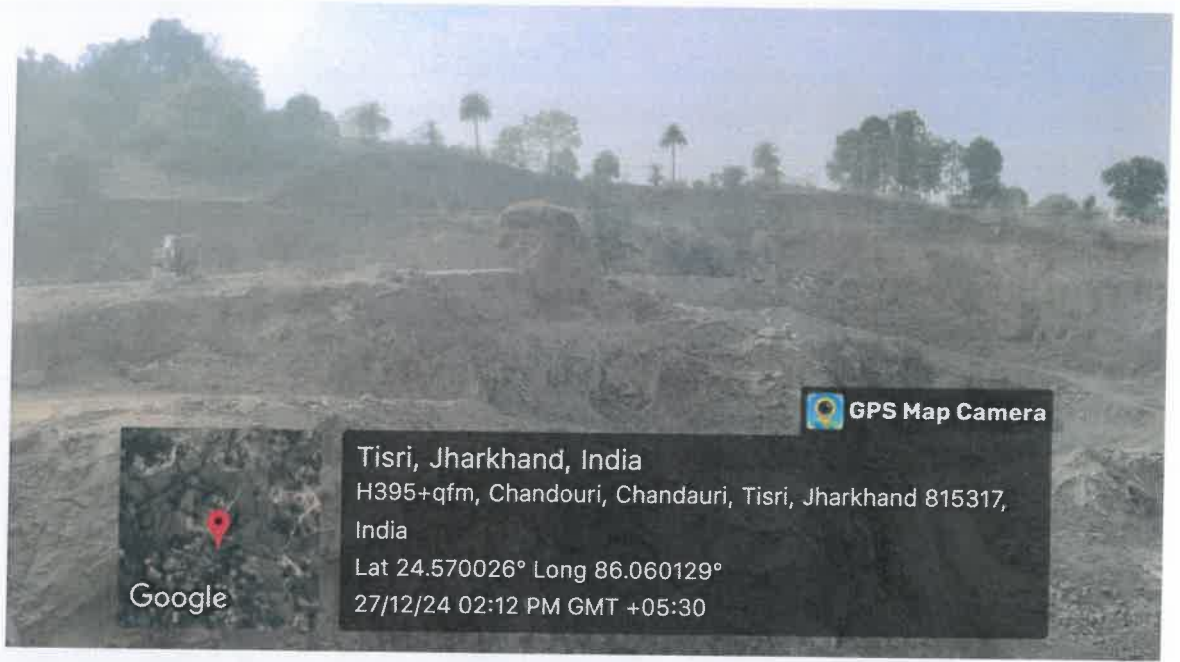 GPS Map Camera
Tisri, Jharkhand, India
H395+qfm, Chandouri, Chandauri, Tisri, Jharkhand 815317,
India
Lat 24.570026° Long 86.060129°
27/12/24 02:12 PM GMT +05:30
Google